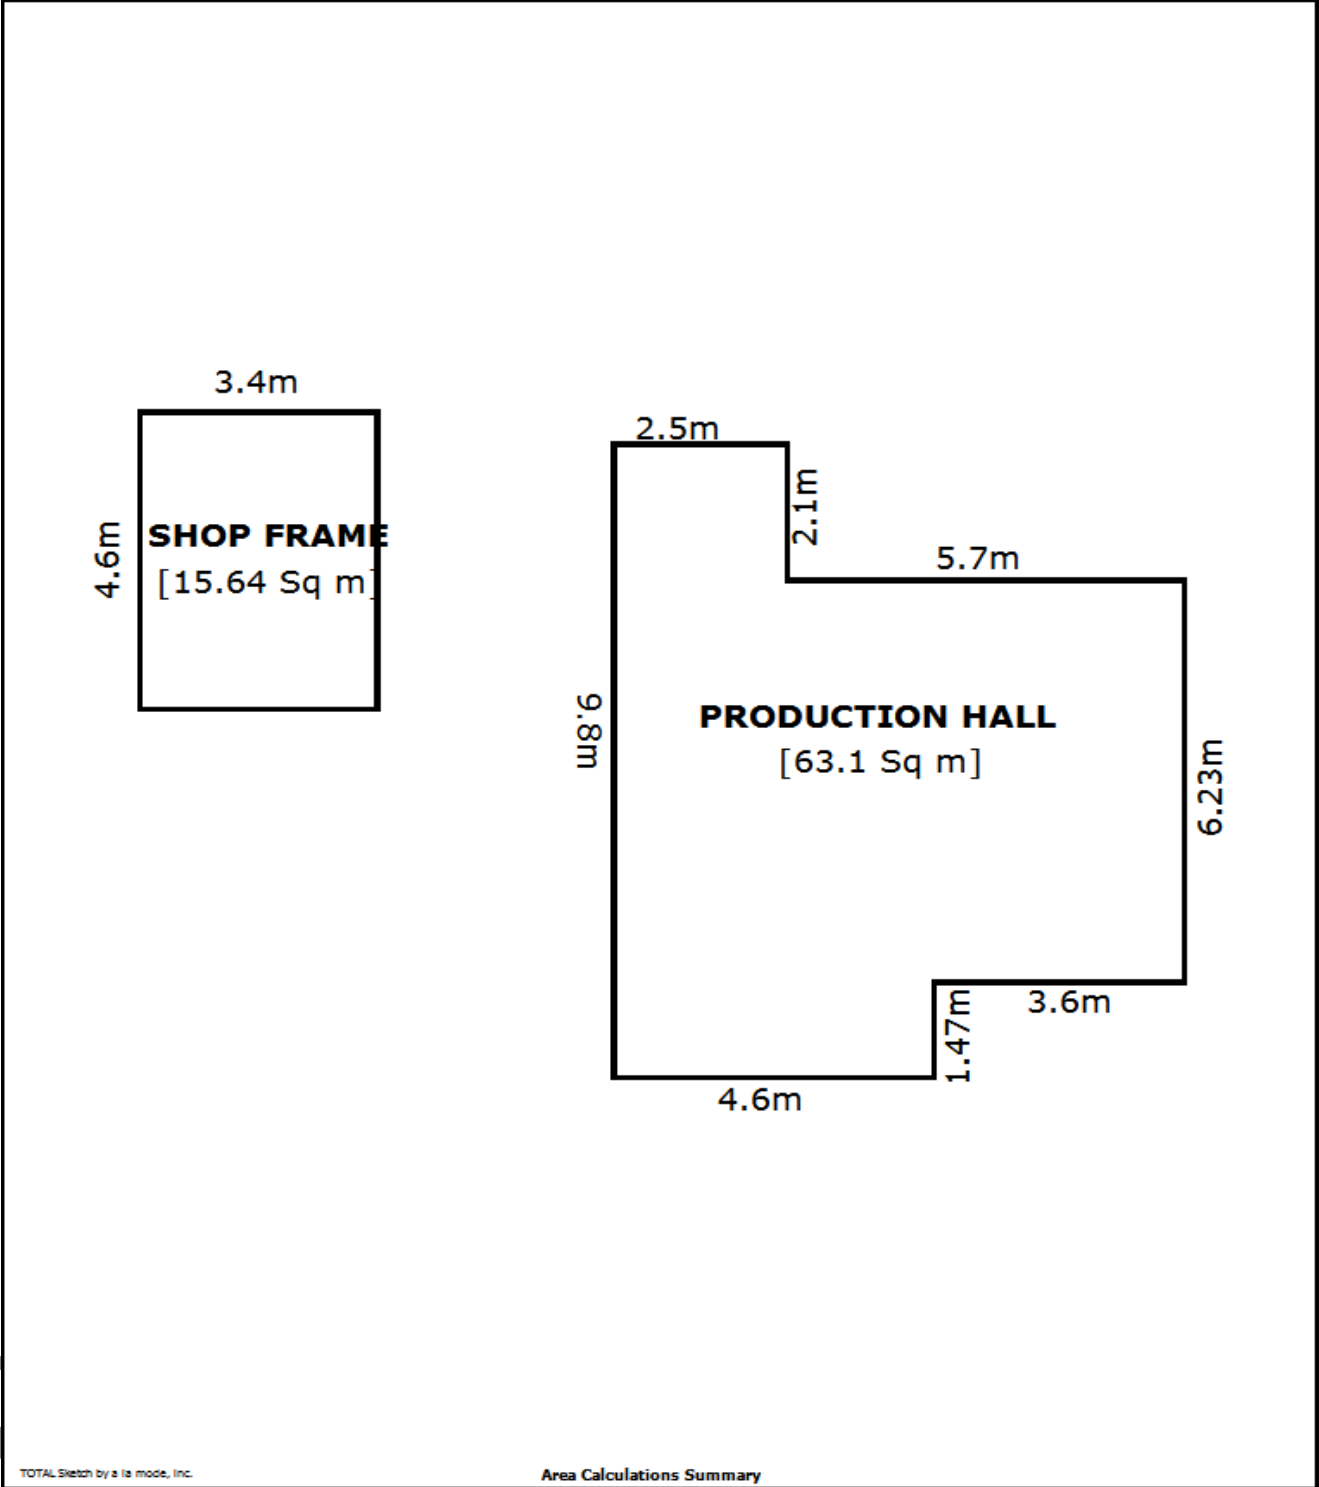 3.4m
4.6m
SHOP FRAME
[15.64 Sq m]
2.5m
2.1m
5.7m
9.8m
PRODUCTION HALL
[63.1 Sq m]
6.23m
3.6m
1.47m
4.6m
TOTAL Sketch by a la mode, inc.
Area Calculations Summary